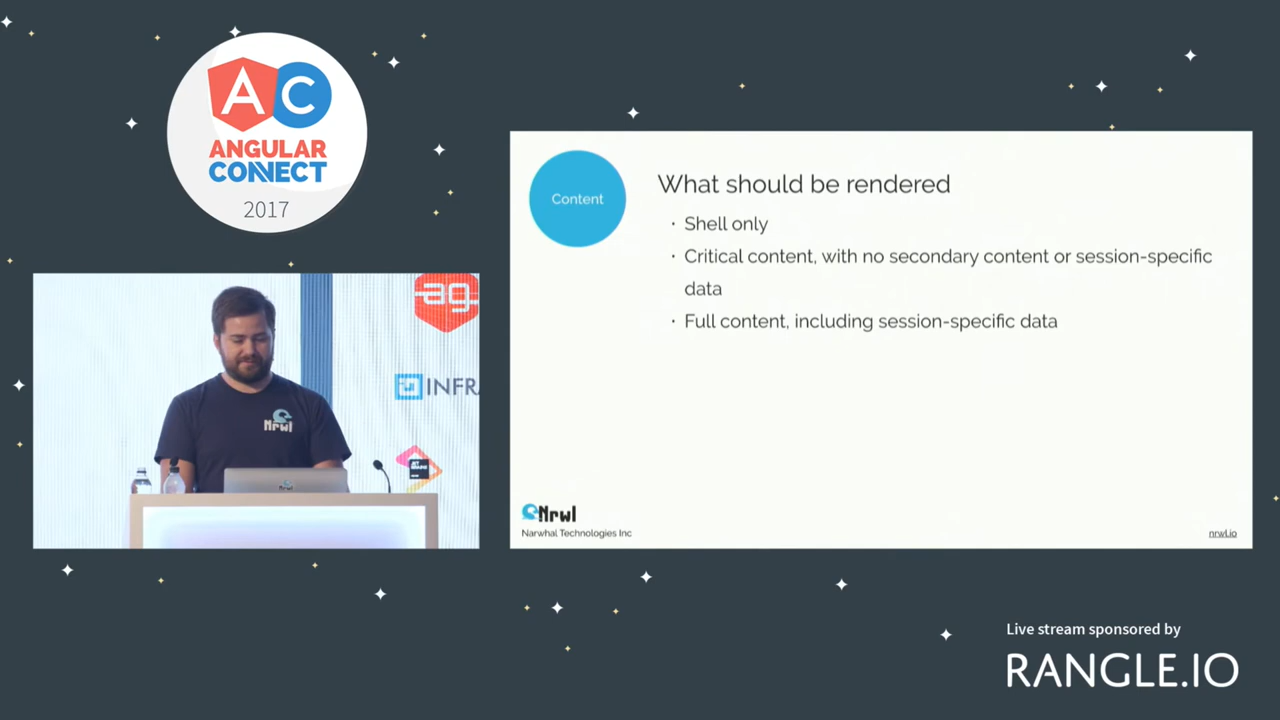 AC
ANGULAR
CONNECT
2017
ag
INFR
Nrwl
Content
What should be rendered
· Shell only
· Critical content, with no secondary content or session-specific
data
· Full content, including session-specific data
Nrwl
Narwhal Technologies Inc
nrwl.io
Live stream sponsored by
RANGLE.IO